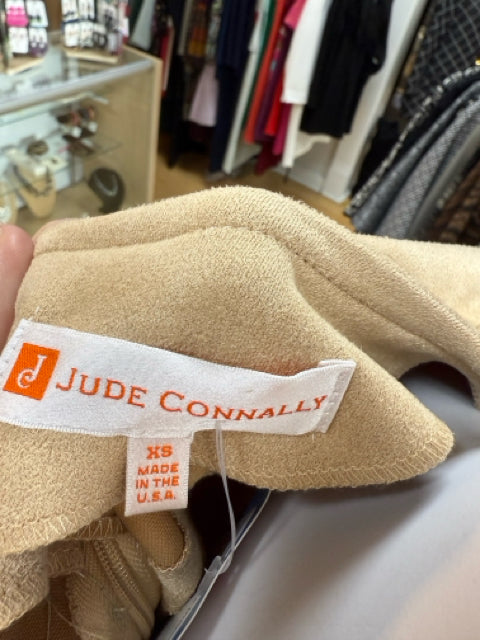 J JUDE CONNALLY
XS
MADE
IN THE
U.S.A.